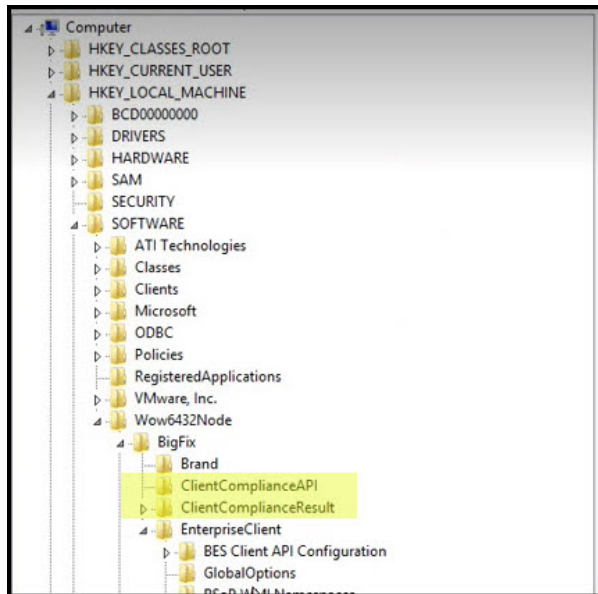 Computer
HKEY_CLASSES_ROOT
HKEY_CURRENT_USER
HKEY_LOCAL_MACHINE
BCD00000000
DRIVERS
HARDWARE
SAM
SECURITY
SOFTWARE
ATI Technologies
Classes
Clients
Microsoft
ODBC
Policies
RegisteredApplications
VMware, Inc.
Wow6432Node
BigFix
Brand
ClientComplianceAPI
ClientComplianceResult
EnterpriseClient
BES Client API Configuration
GlobalOptions